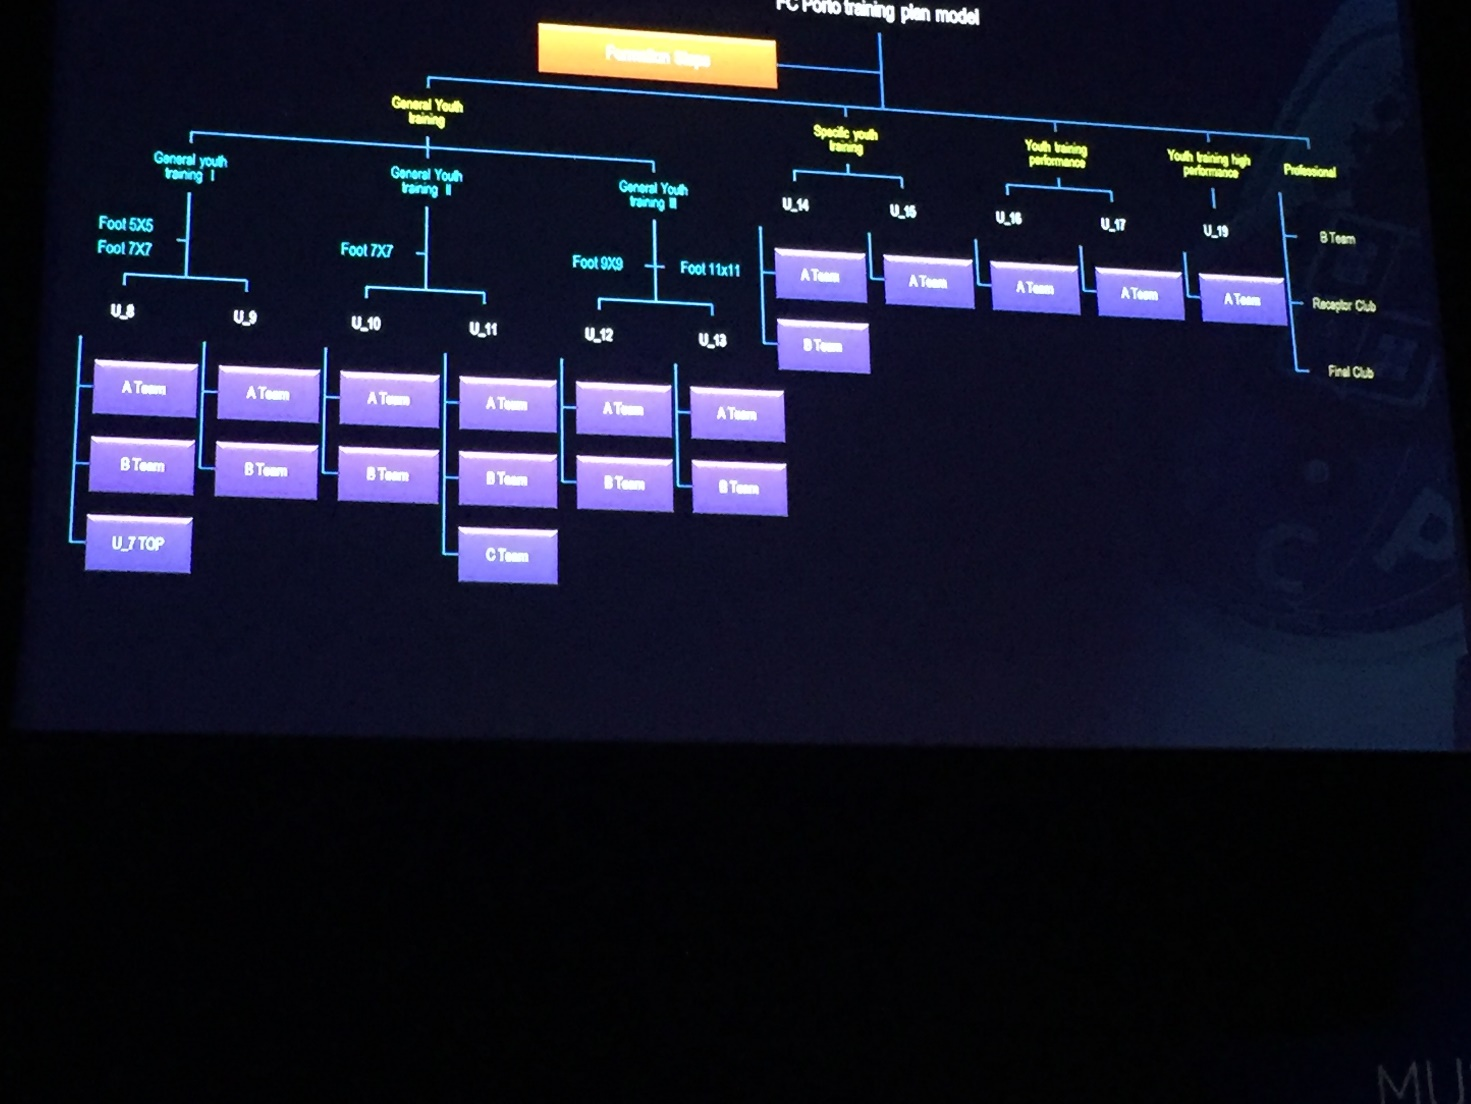 FC Porto training plan model
Formation Steps
General Youth
training
Specific youth
training
Youth training
performance
Youth training high
performance
Professional
General youth
training I
General Youth
training II
General Youth
training III
Foot 5X5
Foot 7X7
Foot 7X7
Foot 9X9
Foot 11x11
U_14
U_15
U_16
U_17
U_19
B Team
Receptor Club
Final Club
A Team
A Team
A Team
A Team
A Team
B Team
U_8
U_9
U_10
U_11
U_12
U_13
A Team
A Team
A Team
A Team
A Team
A Team
B Team
B Team
B Team
B Team
B Team
B Team
U_7 TOP
C Team
C P
MU